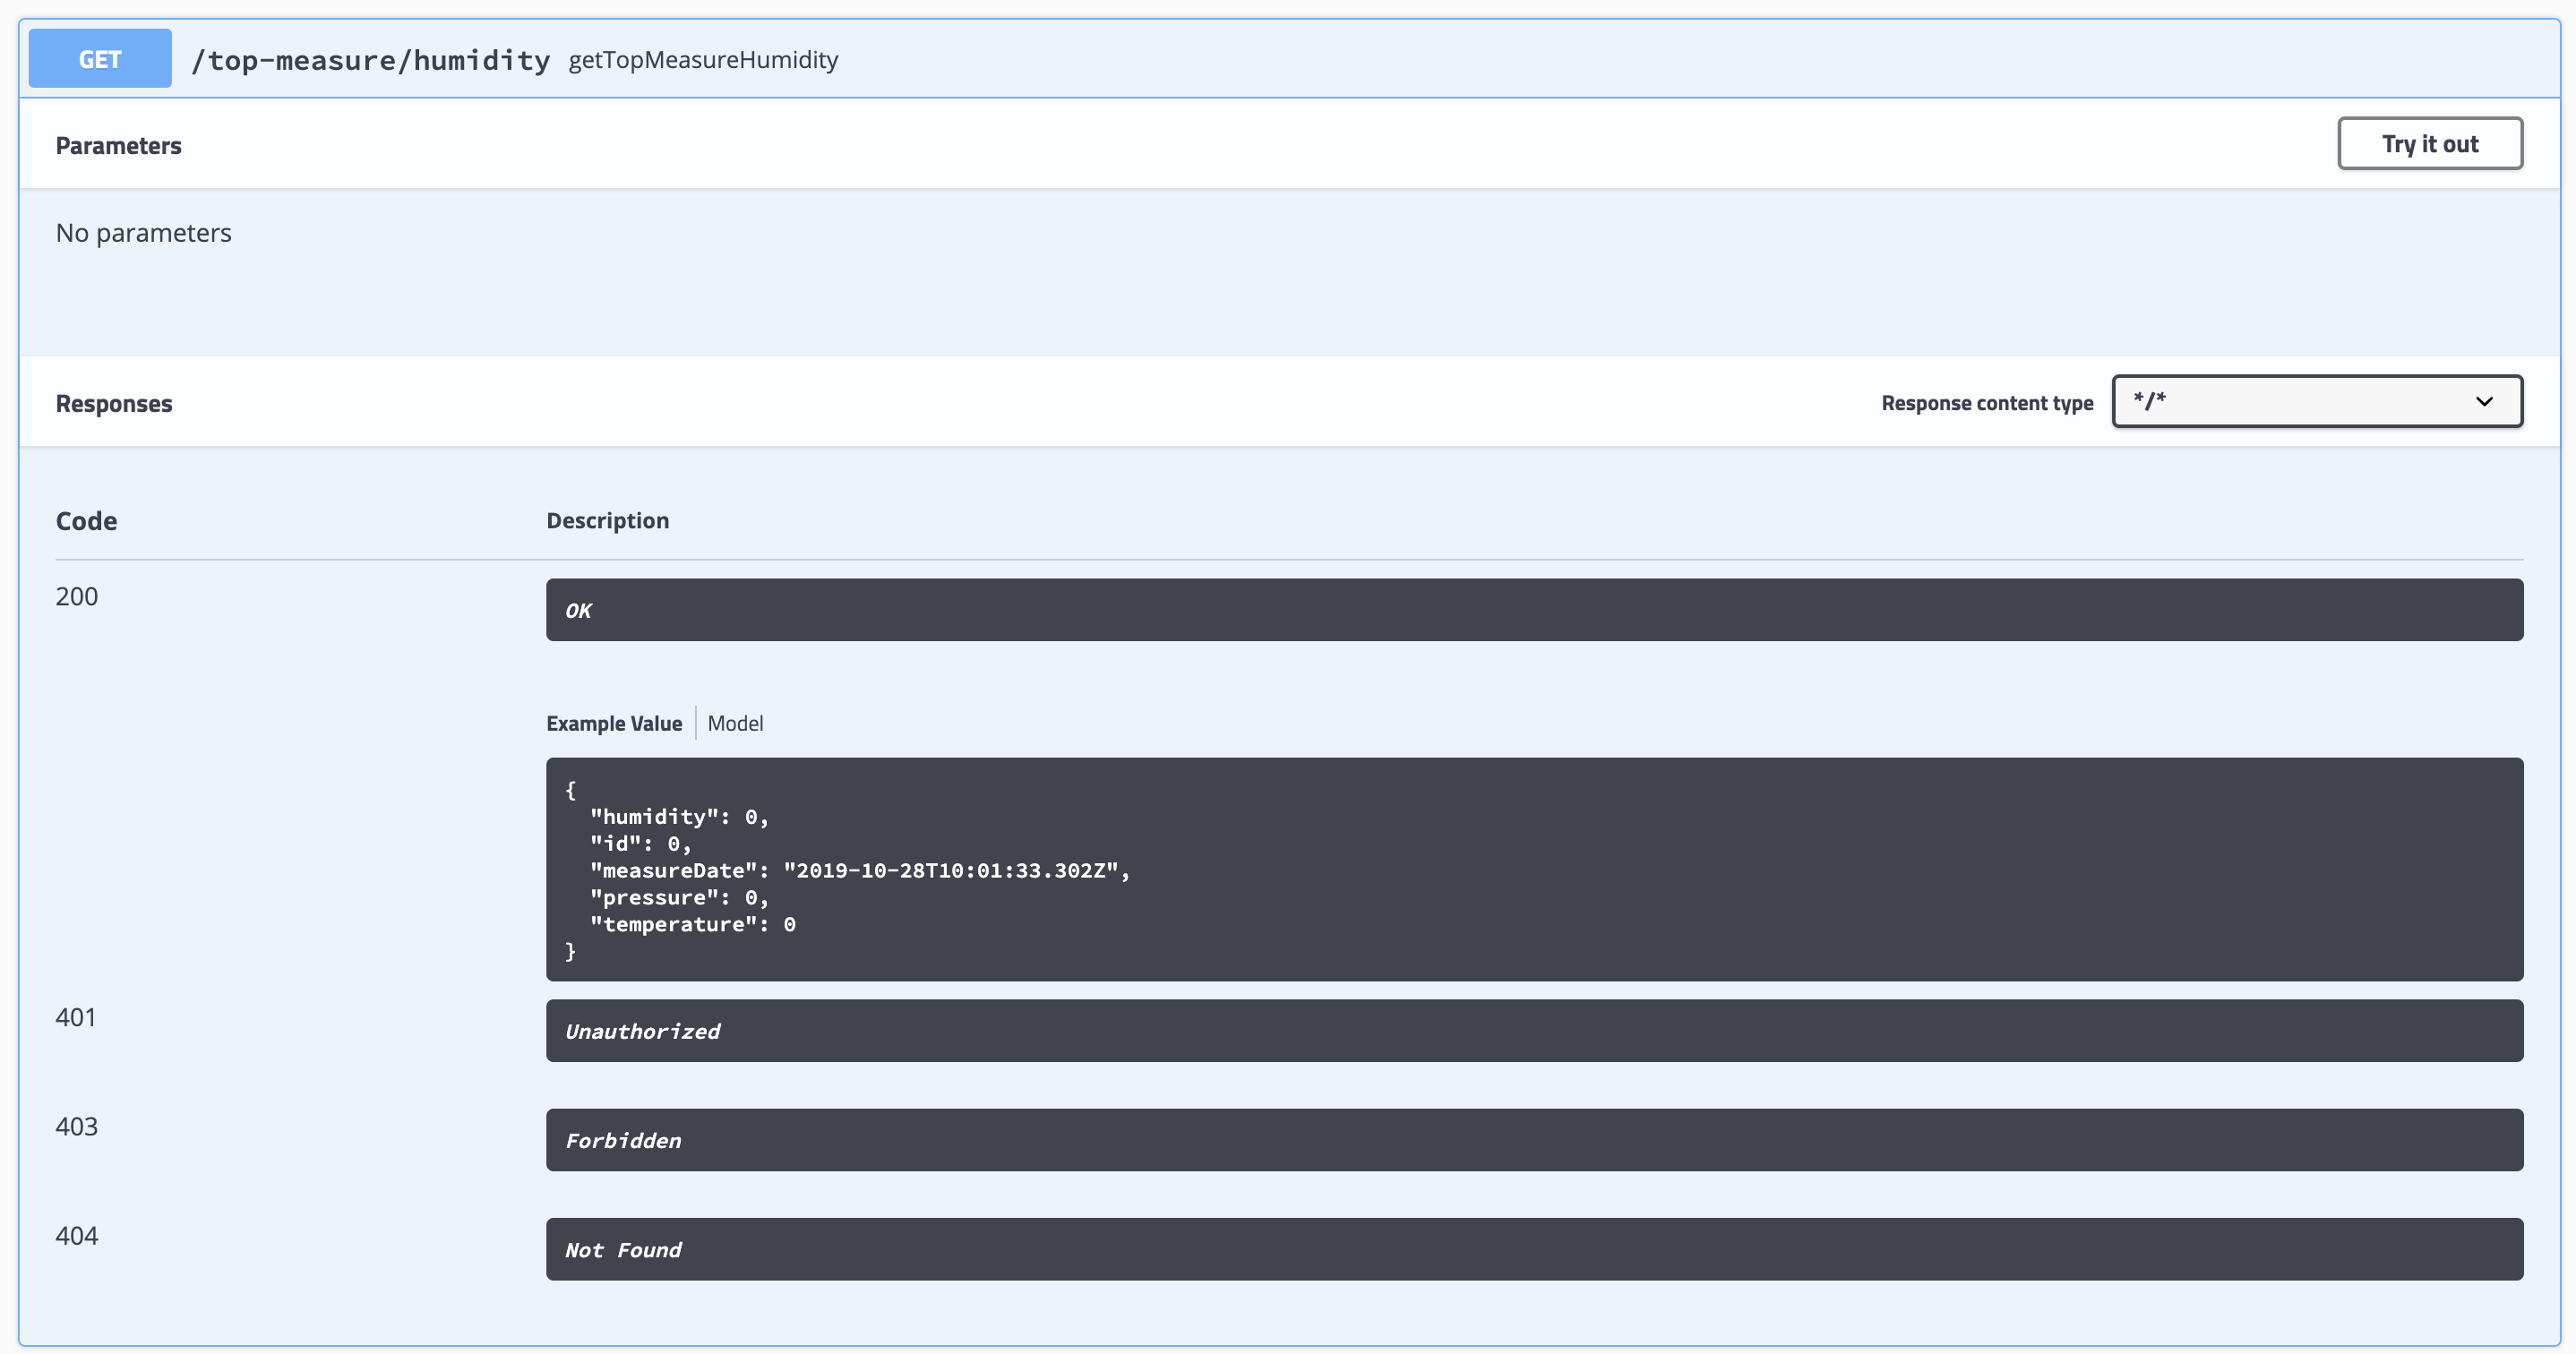 GET /top-measure/humidity getTopMeasureHumidity
Parameters Try it out
No parameters
Responses Response content type */*
Code Description
200 OK
Example Value Model
{
  "humidity": 0,
  "id": 0,
  "measureDate": "2019-10-28T10:01:33.302Z",
  "pressure": 0,
  "temperature": 0
}
401 Unauthorized
403 Forbidden
404 Not Found